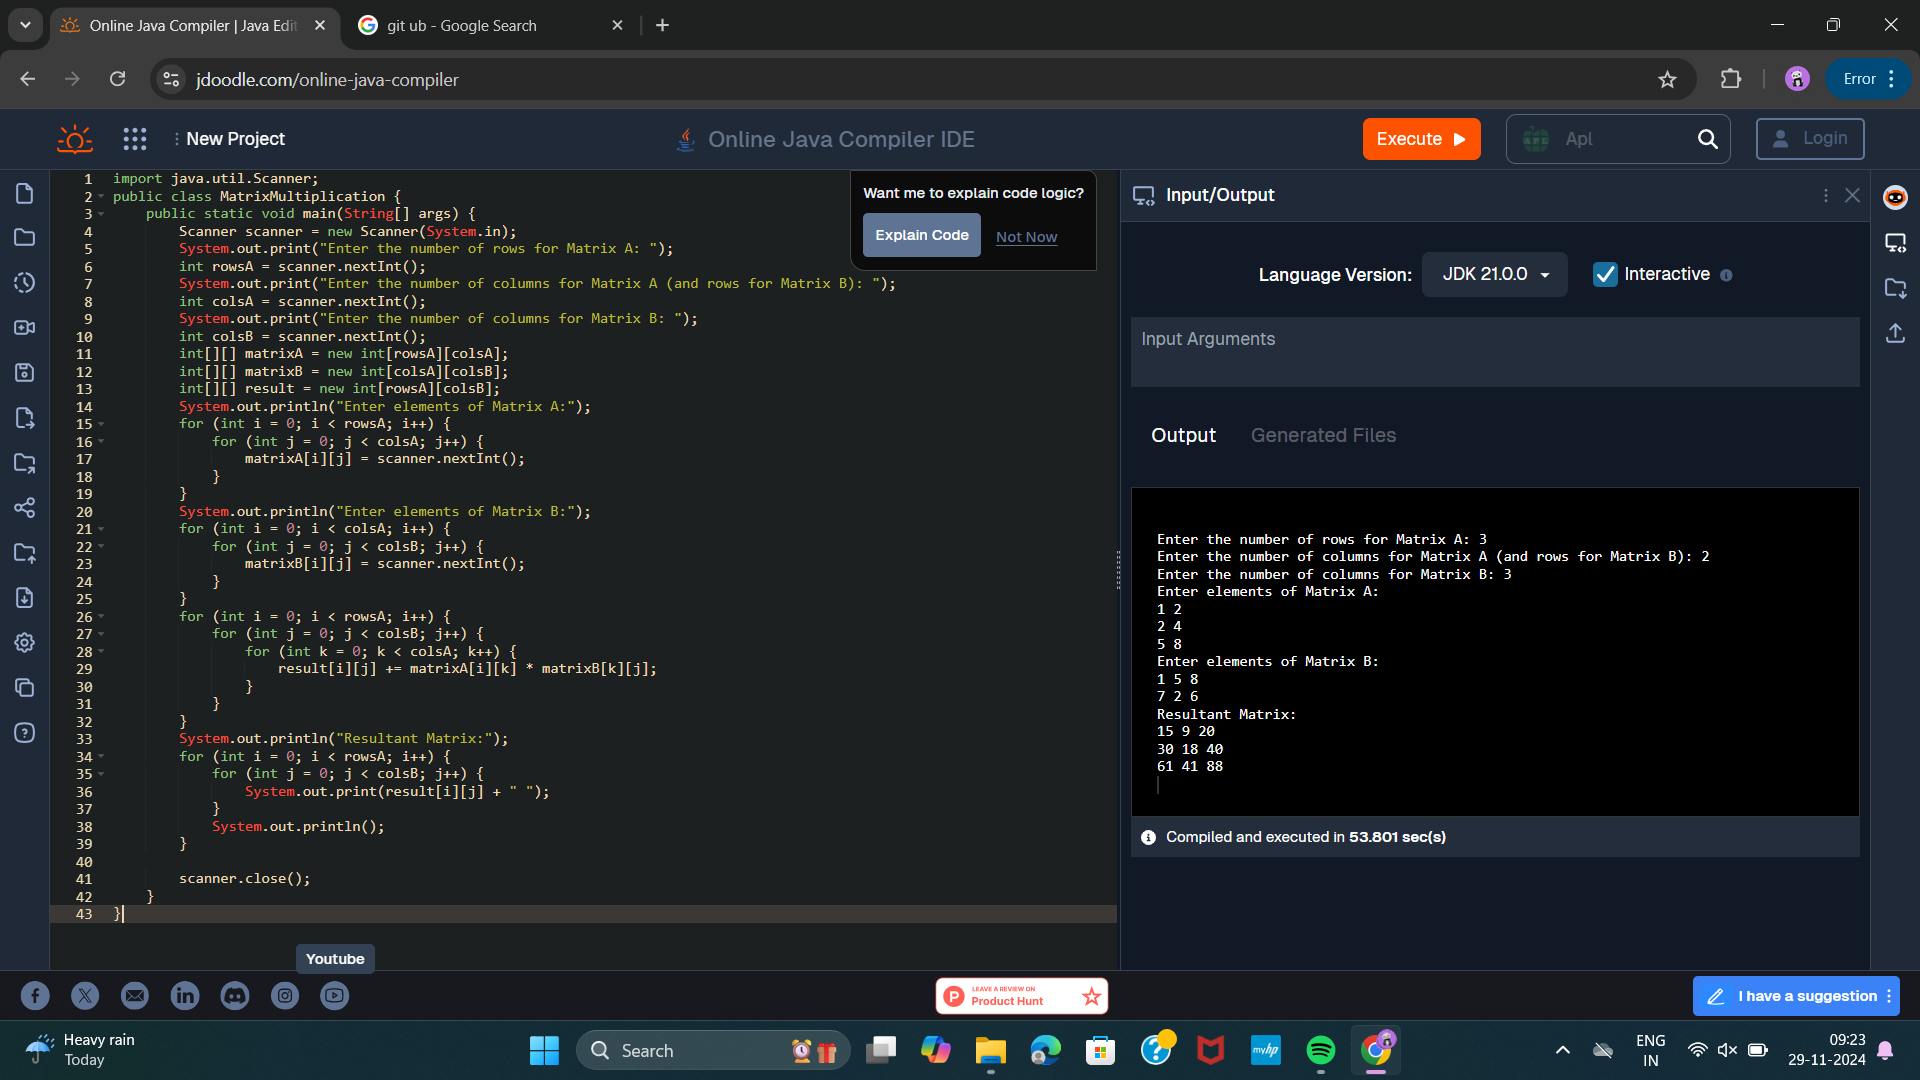 Online Java Compiler | Java Edit
git ub - Google Search
jdoodle.com/online-java-compiler
Error
New Project
Online Java Compiler IDE
Execute
Apl
Login
1 import java.util.Scanner;
2 public class MatrixMultiplication {
3 public static void main(String[] args) {
4 Scanner scanner = new Scanner(System.in);
5 System.out.print("Enter the number of rows for Matrix A: ");
6 int rowsA = scanner.nextInt();
7 System.out.print("Enter the number of columns for Matrix A (and rows for Matrix B): ");
8 int colsA = scanner.nextInt();
9 System.out.print("Enter the number of columns for Matrix B: ");
10 int colsB = scanner.nextInt();
11 int[][] matrixA = new int[rowsA][colsA];
12 int[][] matrixB = new int[colsA][colsB];
13 int[][] result = new int[rowsA][colsB];
14 System.out.println("Enter elements of Matrix A:");
15 for (int i = 0; i < rowsA; i++) {
16 for (int j = 0; j < colsA; j++) {
17 matrixA[i][j] = scanner.nextInt();
18 }
19 }
20 System.out.println("Enter elements of Matrix B:");
21 for (int i = 0; i < colsA; i++) {
22 for (int j = 0; j < colsB; j++) {
23 matrixB[i][j] = scanner.nextInt();
24 }
25 }
26 for (int i = 0; i < rowsA; i++) {
27 for (int j = 0; j < colsB; j++) {
28 for (int k = 0; k < colsA; k++) {
29 result[i][j] += matrixA[i][k] * matrixB[k][j];
30 }
31 }
32 }
33 System.out.println("Resultant Matrix:");
34 for (int i = 0; i < rowsA; i++) {
35 for (int j = 0; j < colsB; j++) {
36 System.out.print(result[i][j] + " ");
37 }
38 System.out.println();
39 }
40
41 scanner.close();
42 }
43 }
Want me to explain code logic?
Explain Code
Not Now
Input/Output
Language Version:
JDK 21.0.0
Interactive
Input Arguments
Output
Generated Files
Enter the number of rows for Matrix A: 3
Enter the number of columns for Matrix A (and rows for Matrix B): 2
Enter the number of columns for Matrix B: 3
Enter elements of Matrix A:
1 2
2 4
5 8
Enter elements of Matrix B:
1 5 8
7 2 6
Resultant Matrix:
15 9 20
30 18 40
61 41 88
Compiled and executed in 53.801 sec(s)
Youtube
LEAVE A REVIEW ON
Product Hunt
I have a suggestion
Heavy rain
Today
Search
myhp
ENG
IN
09:23
29-11-2024